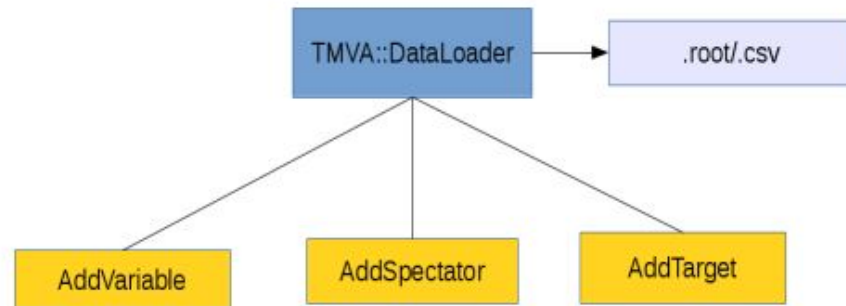 TMVA::DataLoader
.root/.csv
AddVariable
AddSpectator
AddTarget